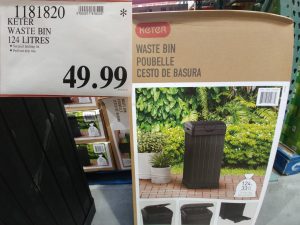 1181820
*
KETER
WASTE BIN
124 LITRES
49.99
KETER
WASTE BIN
POUBELLE
CESTO DE BASURA